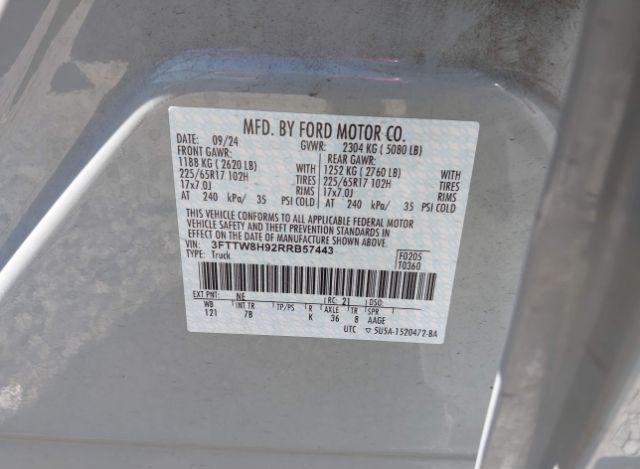 MFD. BY FORD MOTOR CO.
DATE: 09/24 GVWR: 2304 KG ( 5080 LB)
FRONT GAWR: REAR GAWR:
1188 KG ( 2620 LB) 1252 KG ( 2760 LB)
225/65R17 102H TIRES 225/65R17 102H TIRES
17x7.0J RIMS 17x7.0J RIMS
AT 240 kPa/ 35 PSI COLD AT 240 kPa/ 35 PSI COLD
THIS VEHICLE CONFORMS TO ALL APPLICABLE FEDERAL MOTOR
VEHICLE SAFETY AND THEFT PREVENTION STANDARDS IN
EFFECT ON THE DATE OF MANUFACTURE SHOWN ABOVE.
VIN: 3FTTW8H92RRB57443 F0205
TYPE: Truck T0360
EXT PNT: NE RC: 21 DSO:
WB INT TR TP/PS R AXLE TR SPR
121 7B K 36 8 AAGE
UTC ▽ 5U5A-1520472-BA